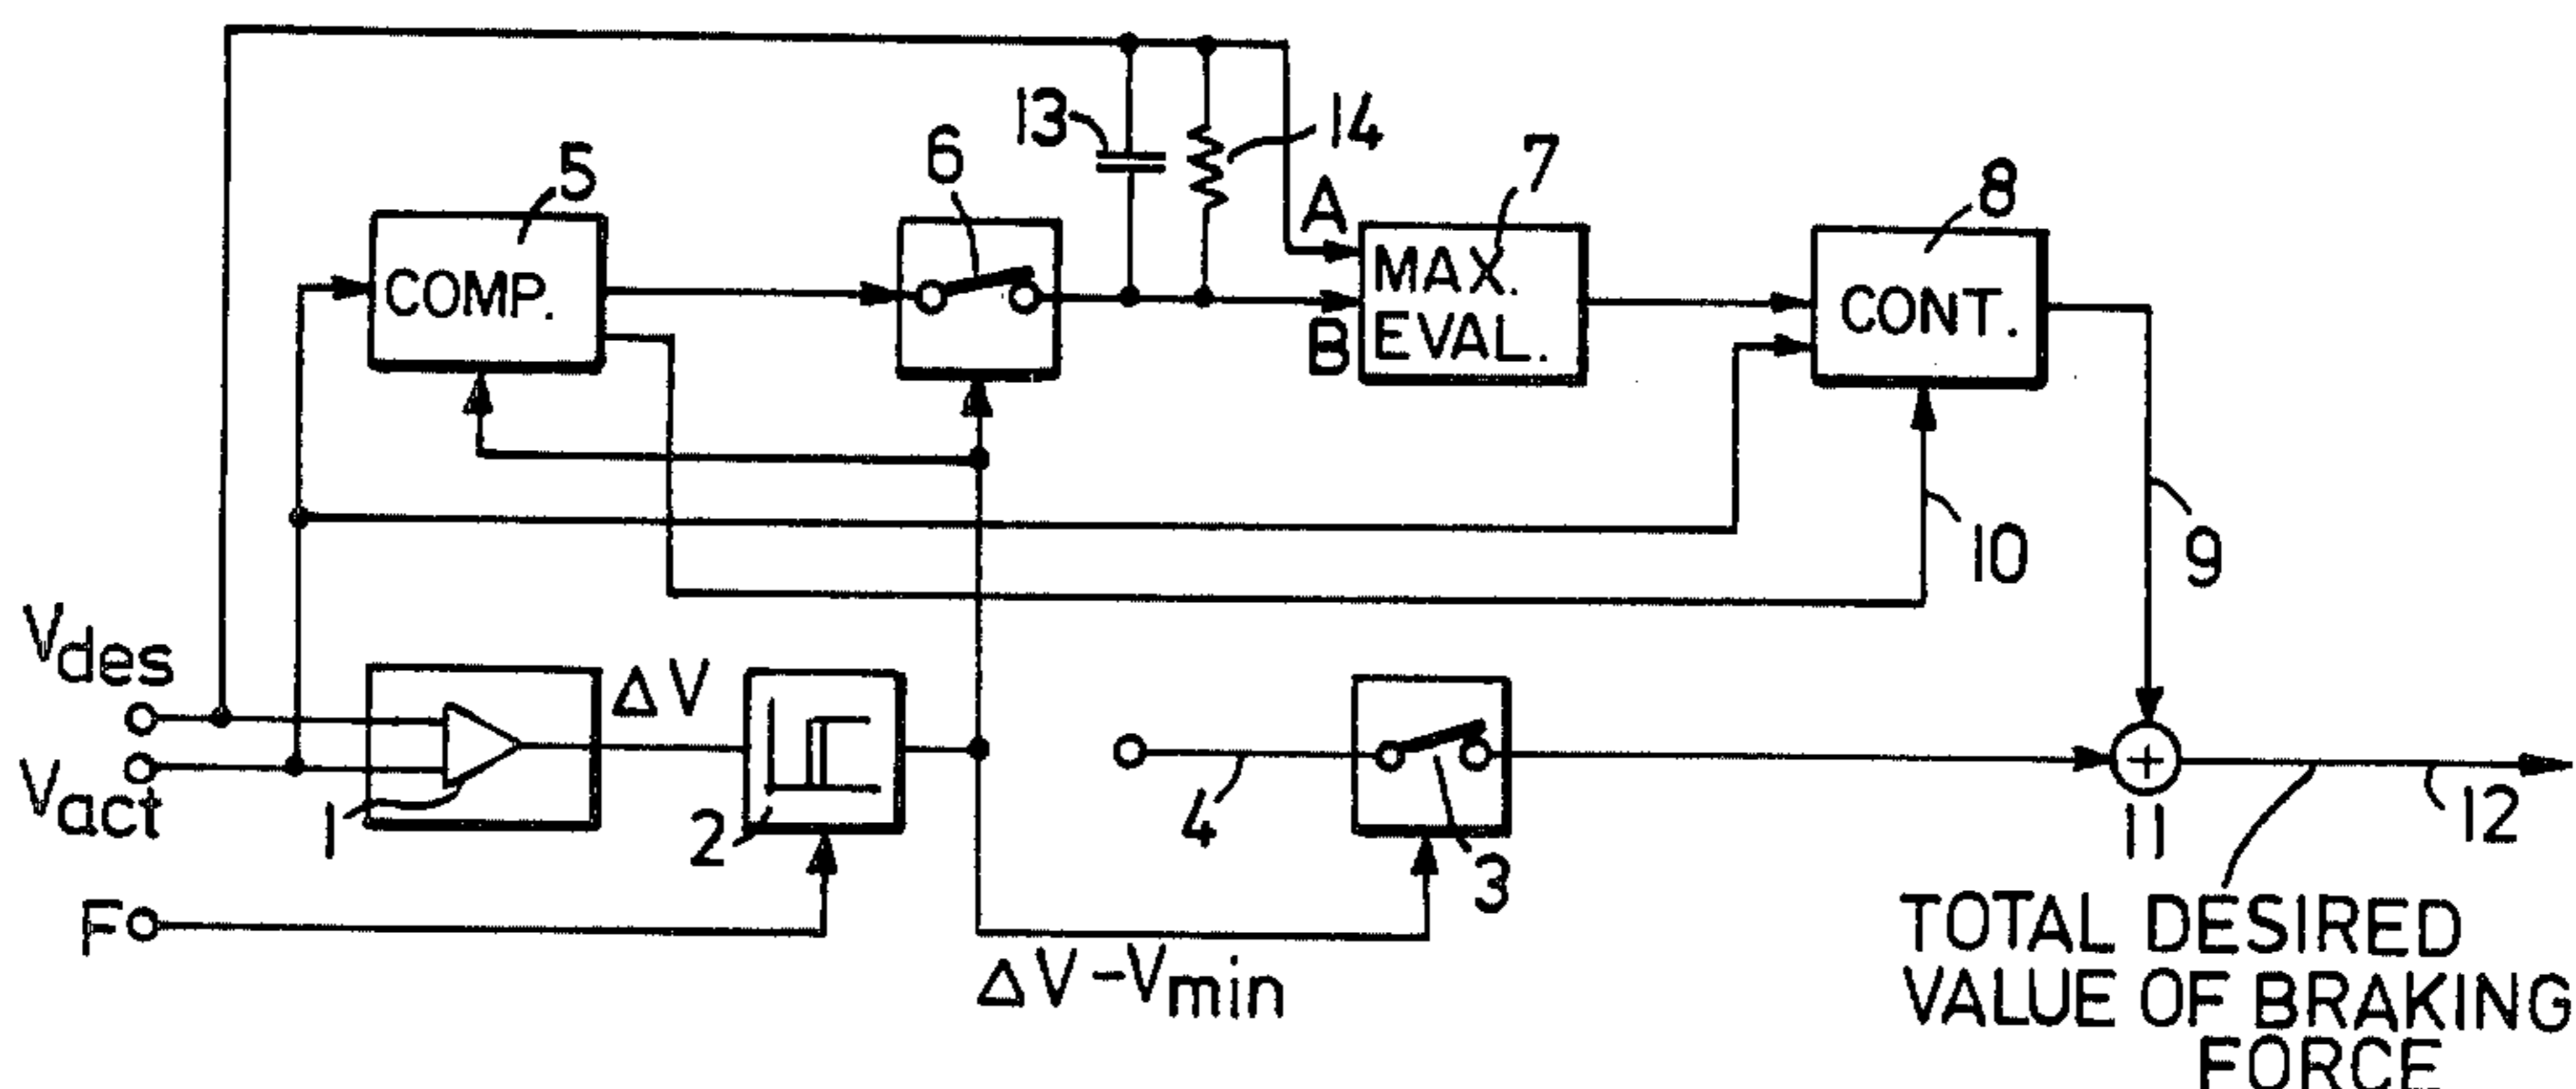 13
14
6
5
7
8
A
COMP.
MAX.
EVAL.
B
CONT.
10
9
Vdes
ΔV
Vact
1
2
4
3
11
12
F
ΔV-Vmin
TOTAL DESIRED
VALUE OF BRAKING
FORCE